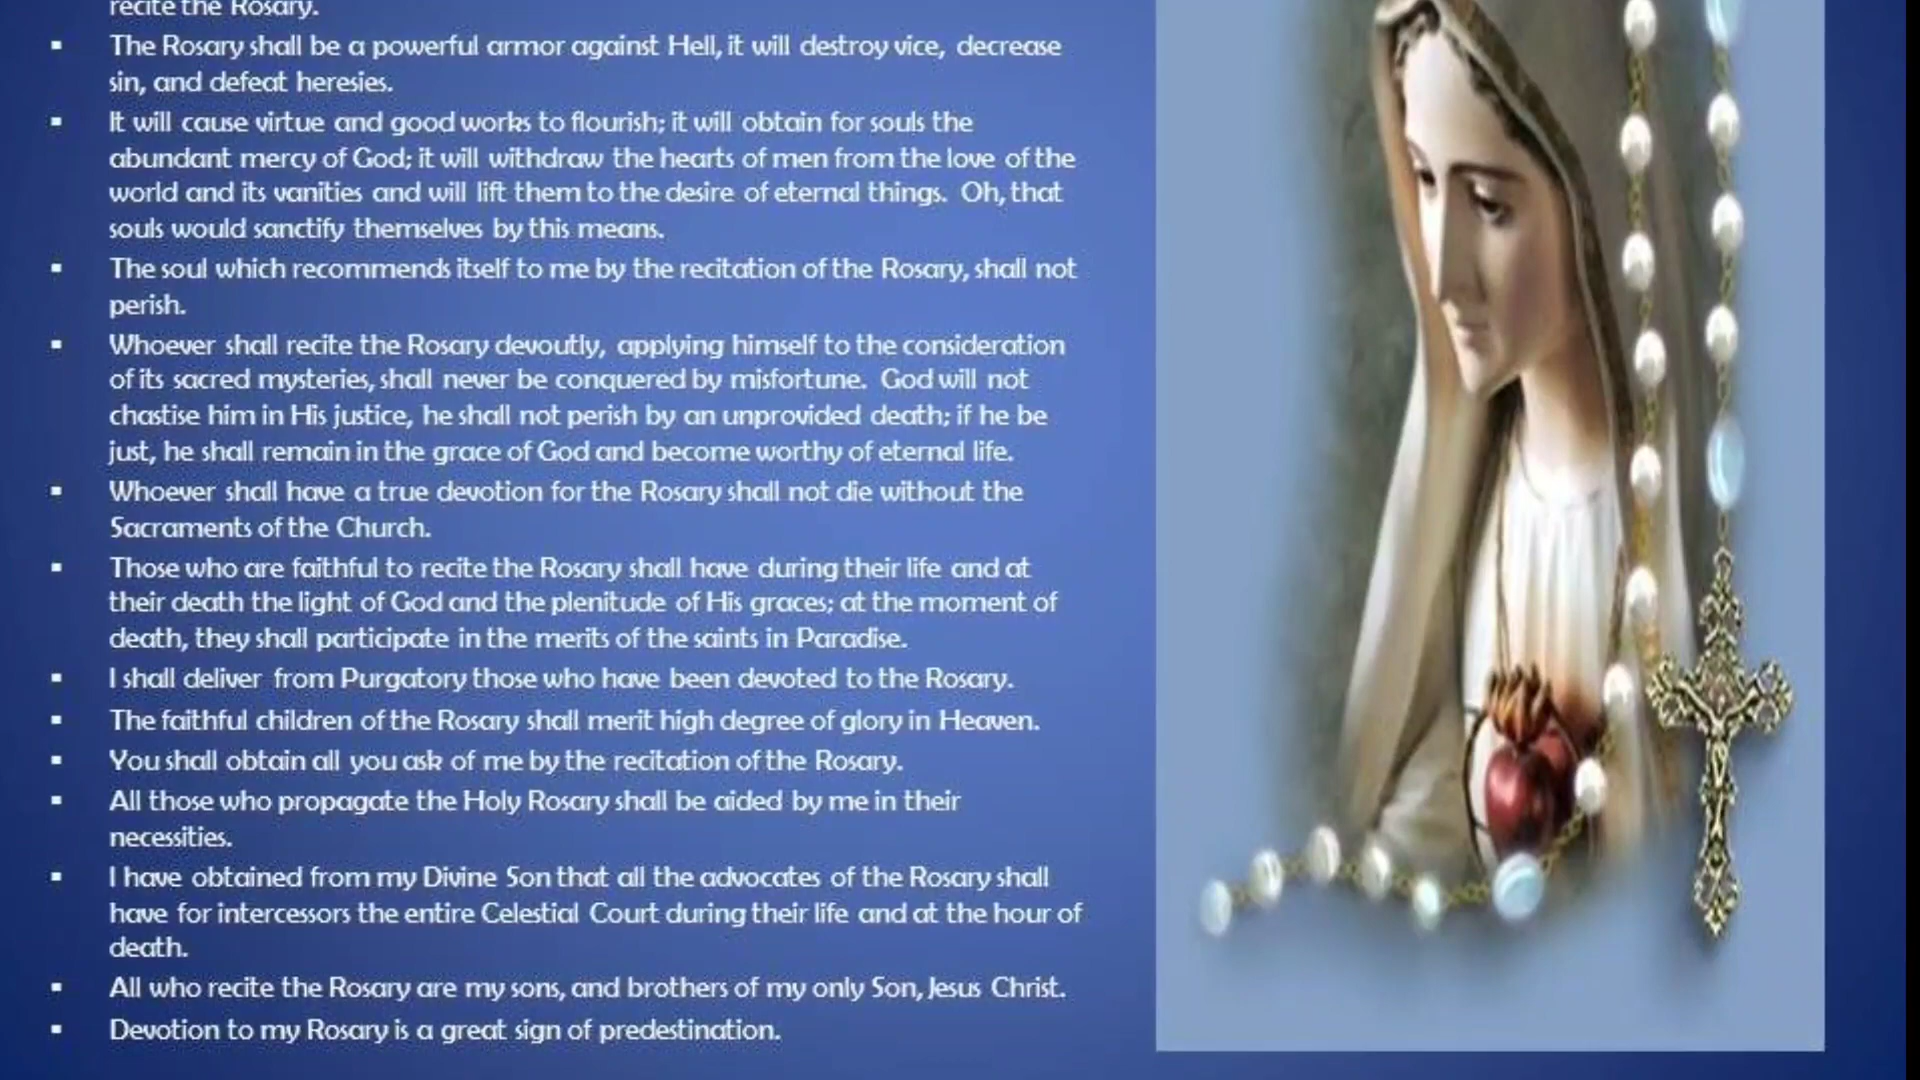 recite the Rosary.
▪ The Rosary shall be a powerful armor against Hell, it will destroy vice, decrease
sin, and defeat heresies.
▪ It will cause virtue and good works to flourish; it will obtain for souls the
abundant mercy of God; it will withdraw the hearts of men from the love of the
world and its vanities and will lift them to the desire of eternal things. Oh, that
souls would sanctify themselves by this means.
▪ The soul which recommends itself to me by the recitation of the Rosary, shall not
perish.
▪ Whoever shall recite the Rosary devoutly, applying himself to the consideration
of its sacred mysteries, shall never be conquered by misfortune. God will not
chastise him in His justice, he shall not perish by an unprovided death; if he be
just, he shall remain in the grace of God and become worthy of eternal life.
▪ Whoever shall have a true devotion for the Rosary shall not die without the
Sacraments of the Church.
▪ Those who are faithful to recite the Rosary shall have during their life and at
their death the light of God and the plenitude of His graces; at the moment of
death, they shall participate in the merits of the saints in Paradise.
▪ I shall deliver from Purgatory those who have been devoted to the Rosary.
▪ The faithful children of the Rosary shall merit high degree of glory in Heaven.
▪ You shall obtain all you ask of me by the recitation of the Rosary.
▪ All those who propagate the Holy Rosary shall be aided by me in their
necessities.
▪ I have obtained from my Divine Son that all the advocates of the Rosary shall
have for intercessors the entire Celestial Court during their life and at the hour of
death.
▪ All who recite the Rosary are my sons, and brothers of my only Son, Jesus Christ.
▪ Devotion to my Rosary is a great sign of predestination.